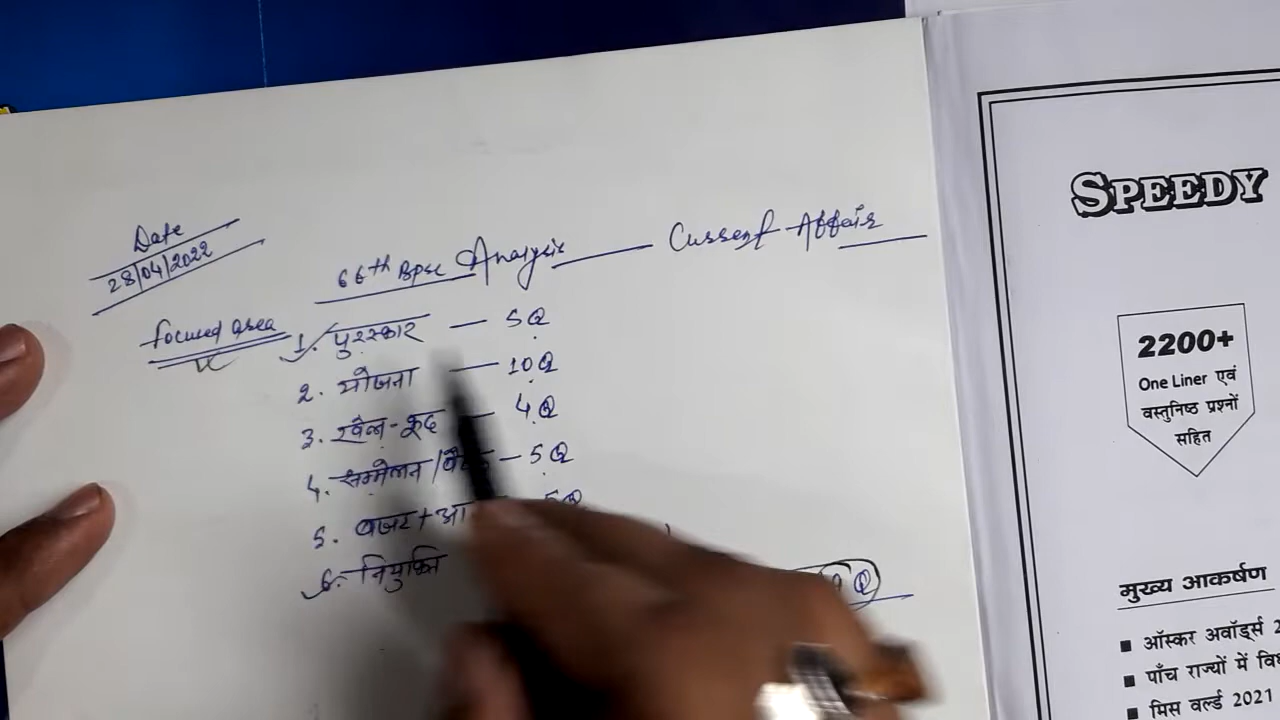 Date
28/04/2022
66th Bpsc Analysis — Current Affair
focused area
1. पुरस्कार — 5Q
2. योजना — 10Q
3. खेल-कूद — 4Q
4. सम्मेलन/ — 5Q
5. बजट + 5Q
6. नियुक्ति
Q
SPEEDY
2200+
One Liner एवं
वस्तुनिष्ठ प्रश्नों
सहित
मुख्य आकर्षण
■ ऑस्कर अवॉर्ड्स 2
■ पाँच राज्यों में
■ मिस वर्ल्ड 2021